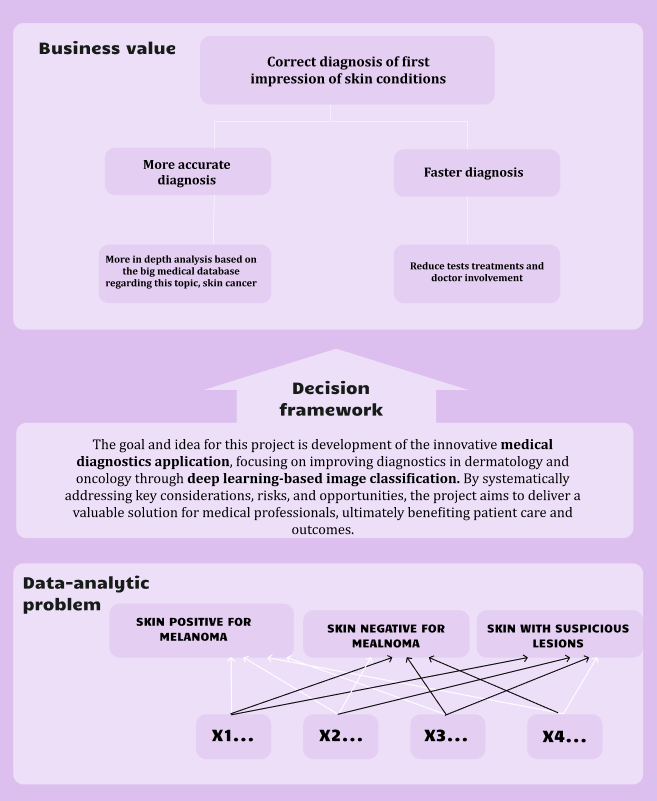 Business value
Correct diagnosis of first
impression of skin conditions
More accurate
diagnosis
Faster diagnosis
More in depth analysis based on
the big medical database
regarding this topic, skin cancer
Reduce tests treatments and
doctor involvement
Decision
framework
The goal and idea for this project is development of the innovative medical
diagnostics application, focusing on improving diagnostics in dermatology and
oncology through deep learning-based image classification. By systematically
addressing key considerations, risks, and opportunities, the project aims to deliver a
valuable solution for medical professionals, ultimately benefiting patient care and
outcomes.
Data-analytic
problem
SKIN POSITIVE FOR
MELANOMA
SKIN NEGATIVE FOR
MEALNOMA
SKIN WITH SUSPICIOUS
LESIONS
X1...
X2...
X3...
X4...